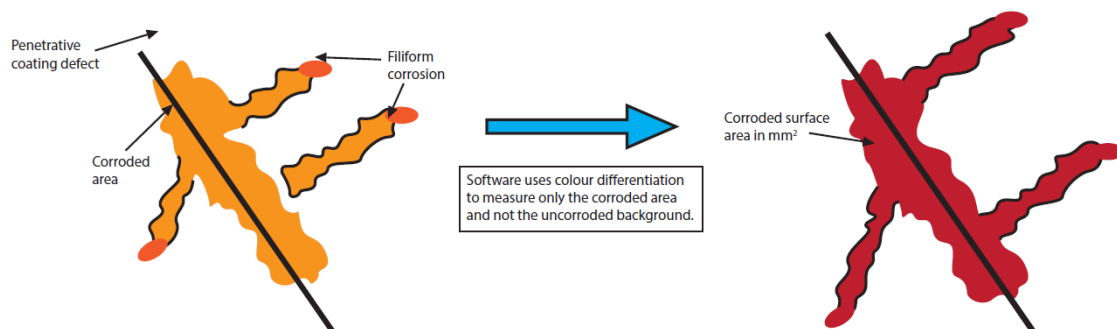 Penetrative
coating defect
Filiform
corrosion
Corroded
area
Software uses colour differentiation
to measure only the corroded area
and not the uncorroded background.
Corroded surface
area in mm²